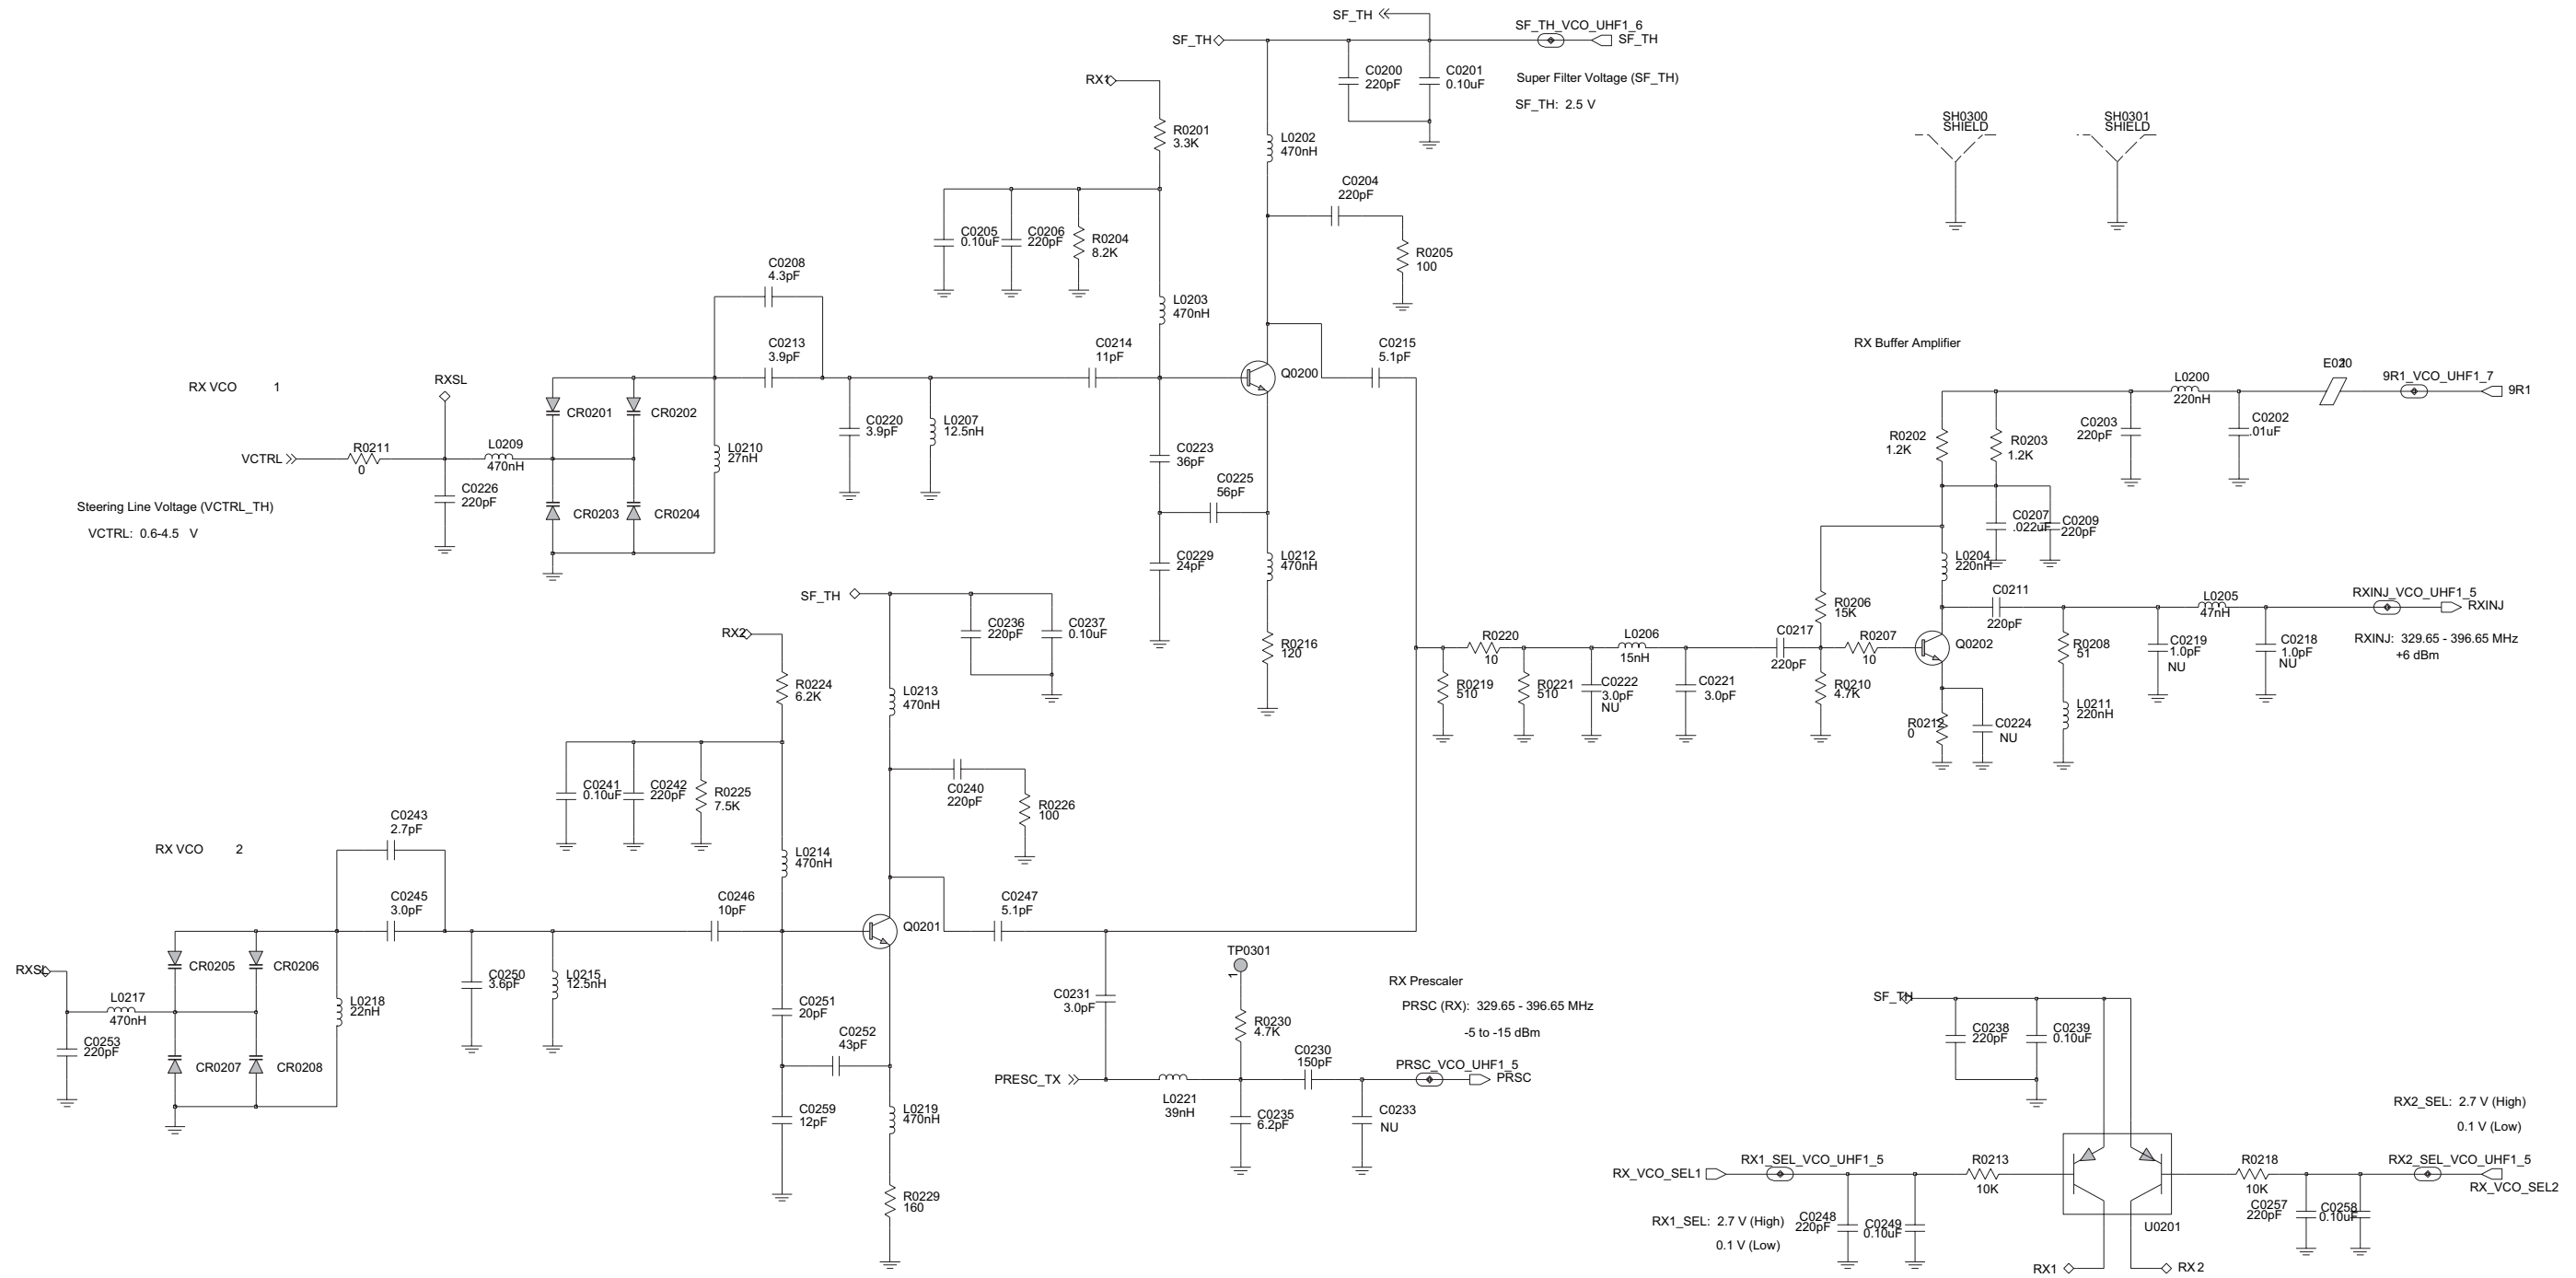 SF_TH
SF_TH_VCO_UHF1_6
SF_TH
SF_TH
C0200
220pF
C0201
0.10uF
Super Filter Voltage (SF_TH)
SF_TH: 2.5 V
RX1
R0201
3.3K
L0202
470nH
SH0300
SHIELD
SH0301
SHIELD
C0204
220pF
C0205
0.10uF
C0206
220pF
R0204
8.2K
R0205
100
C0208
4.3pF
L0203
470nH
C0213
3.9pF
C0214
11pF
Q0200
C0215
5.1pF
RX Buffer Amplifier
L0200
220nH
9R1_VCO_UHF1_7
9R1
RX VCO 1
RXSL
CR0201
CR0202
C0220
3.9pF
L0207
12.5nH
R0202
1.2K
R0203
1.2K
C0203
220pF
C0202
.01uF
VCTRL
R0211
0
L0209
470nH
L0210
27nH
C0223
36pF
C0226
220pF
C0225
56pF
CR0203
CR0204
Steering Line Voltage (VCTRL_TH)
VCTRL: 0.6-4.5 V
C0207
.022uF
C0209
220pF
C0229
24pF
L0212
470nH
L0204
220nH
SF_TH
C0236
220pF
C0237
0.10uF
R0216
120
R0206
15K
C0211
220pF
L0205
47nH
RXINJ_VCO_UHF1_5
RXINJ
RXINJ: 329.65 - 396.65 MHz
+6 dBm
RX2
R0224
6.2K
L0213
470nH
R0220
10
L0206
15nH
C0217
220pF
R0207
10
Q0202
R0208
51
C0219
1.0pF
NU
C0218
1.0pF
NU
R0219
510
R0221
510
C0222
3.0pF
NU
C0221
3.0pF
R0210
4.7K
R0212
0
C0224
NU
L0211
220nH
C0241
0.10uF
C0242
220pF
R0225
7.5K
C0240
220pF
R0226
100
C0243
2.7pF
RX VCO 2
L0214
470nH
C0245
3.0pF
C0246
10pF
Q0201
C0247
5.1pF
RXSL
CR0205
CR0206
C0250
3.6pF
L0215
12.5nH
L0217
470nH
L0218
22nH
C0253
220pF
CR0207
CR0208
C0251
20pF
C0252
43pF
C0259
12pF
L0219
470nH
R0229
160
C0231
3.0pF
TP0301
1
R0230
4.7K
RX Prescaler
PRSC (RX): 329.65 - 396.65 MHz
-5 to -15 dBm
PRESC_TX
L0221
39nH
C0230
150pF
PRSC_VCO_UHF1_5
PRSC
C0235
6.2pF
C0233
NU
SF_TH
C0238
220pF
C0239
0.10uF
RX2_SEL: 2.7 V (High)
0.1 V (Low)
RX_VCO_SEL1
RX1_SEL_VCO_UHF1_5
R0213
10K
R0218
10K
RX2_SEL_VCO_UHF1_5
RX_VCO_SEL2
RX1_SEL: 2.7 V (High)
0.1 V (Low)
C0248
220pF
C0249
0.10uF
U0201
C0257
220pF
C0258
0.10uF
RX1
RX2